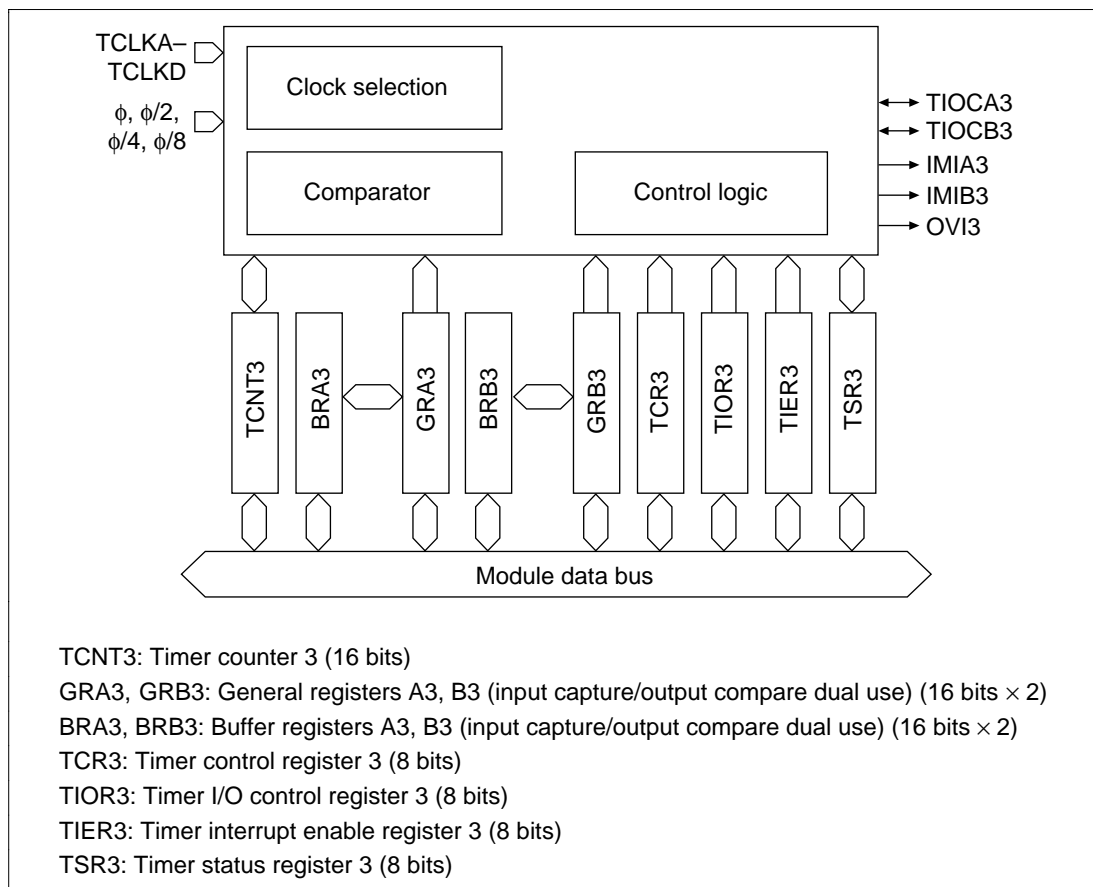 TCLKA–
TCLKD
ϕ, ϕ/2,
ϕ/4, ϕ/8
Clock selection
Comparator
Control logic
TIOCA3
TIOCB3
IMIA3
IMIB3
OVI3
TCNT3
BRA3
GRA3
BRB3
GRB3
TCR3
TIOR3
TIER3
TSR3
Module data bus
TCNT3: Timer counter 3 (16 bits)
GRA3, GRB3: General registers A3, B3 (input capture/output compare dual use) (16 bits × 2)
BRA3, BRB3: Buffer registers A3, B3 (input capture/output compare dual use) (16 bits × 2)
TCR3: Timer control register 3 (8 bits)
TIOR3: Timer I/O control register 3 (8 bits)
TIER3: Timer interrupt enable register 3 (8 bits)
TSR3: Timer status register 3 (8 bits)